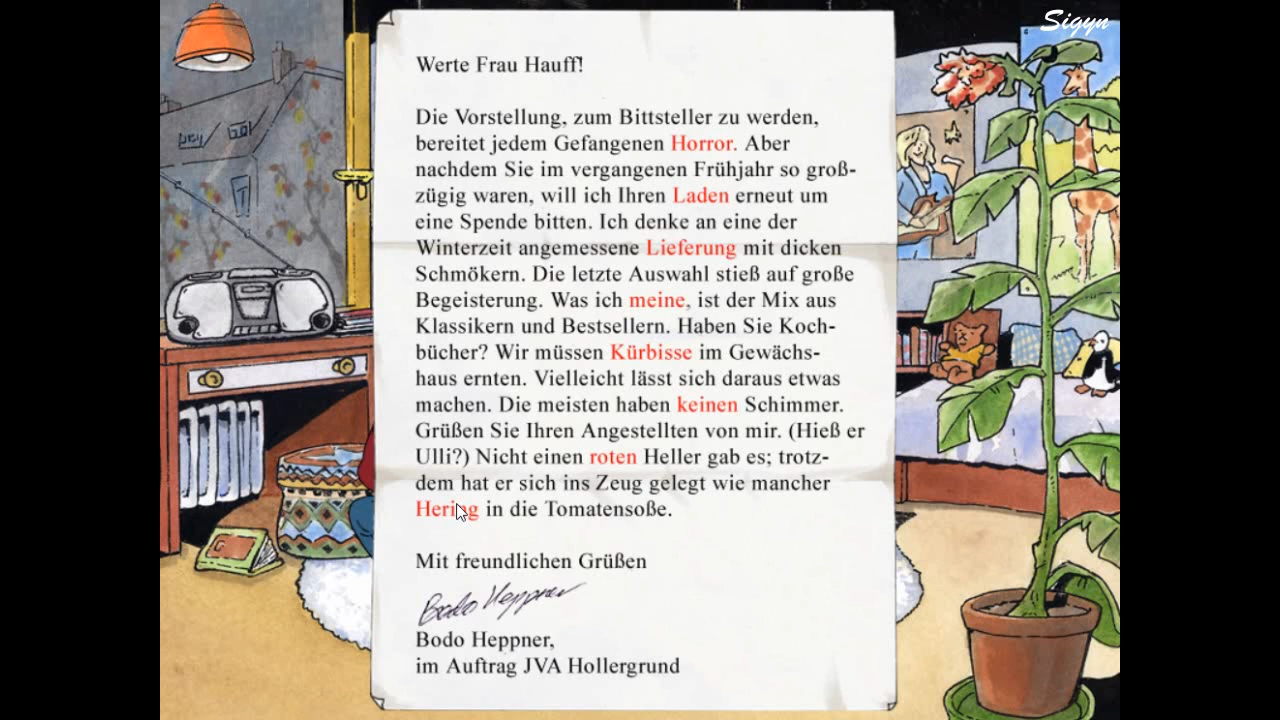 Sigyn
Werte Frau Hauff!
Die Vorstellung, zum Bittsteller zu werden,
bereitet jedem Gefangenen Horror. Aber
nachdem Sie im vergangenen Frühjahr so groß-
zügig waren, will ich Ihren Laden erneut um
eine Spende bitten. Ich denke an eine der
Winterzeit angemessene Lieferung mit dicken
Schmökern. Die letzte Auswahl stieß auf große
Begeisterung. Was ich meine, ist der Mix aus
Klassikern und Bestsellern. Haben Sie Koch-
bücher? Wir müssen Kürbisse im Gewächs-
haus ernten. Vielleicht lässt sich daraus etwas
machen. Die meisten haben keinen Schimmer.
Grüßen Sie Ihren Angestellten von mir. (Hieß er
Ulli?) Nicht einen roten Heller gab es; trotz-
dem hat er sich ins Zeug gelegt wie mancher
Hering in die Tomatensoße.
Mit freundlichen Grüßen
Bodo Heppner
Bodo Heppner,
im Auftrag JVA Hollergrund